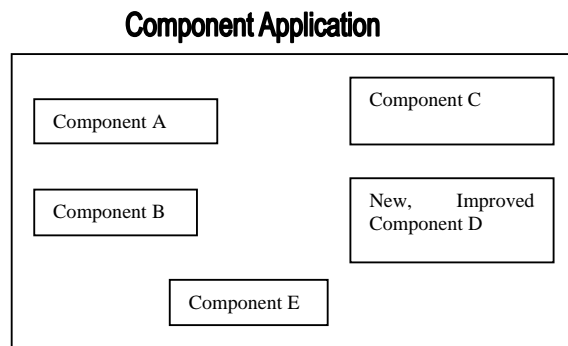 Component Application
Component A
Component C
Component B
New, Improved
Component D
Component E